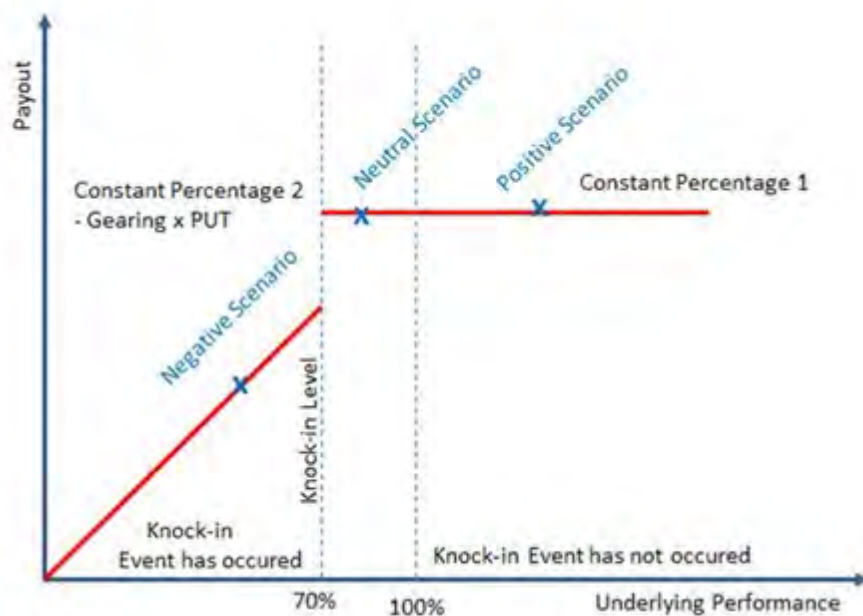 Payout
Neutral Scenario
Positive Scenario
Constant Percentage 2
- Gearing x PUT
Constant Percentage 1
Negative Scenario
Knock-in Level
Knock-in
Event has occured
Knock-in Event has not occured
70%
100%
Underlying Performance